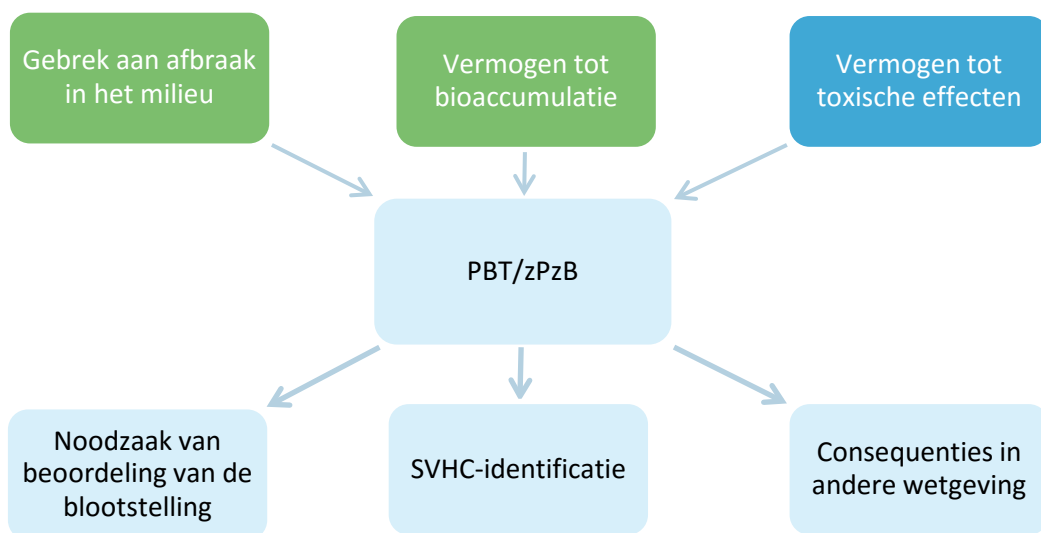 Gebrek aan afbraak
in het milieu
Vermogen tot
bioaccumulatie
Vermogen tot
toxische effecten
PBT/zPzB
Noodzaak van
beoordeling van de
blootstelling
SVHC-identificatie
Consequenties in
andere wetgeving